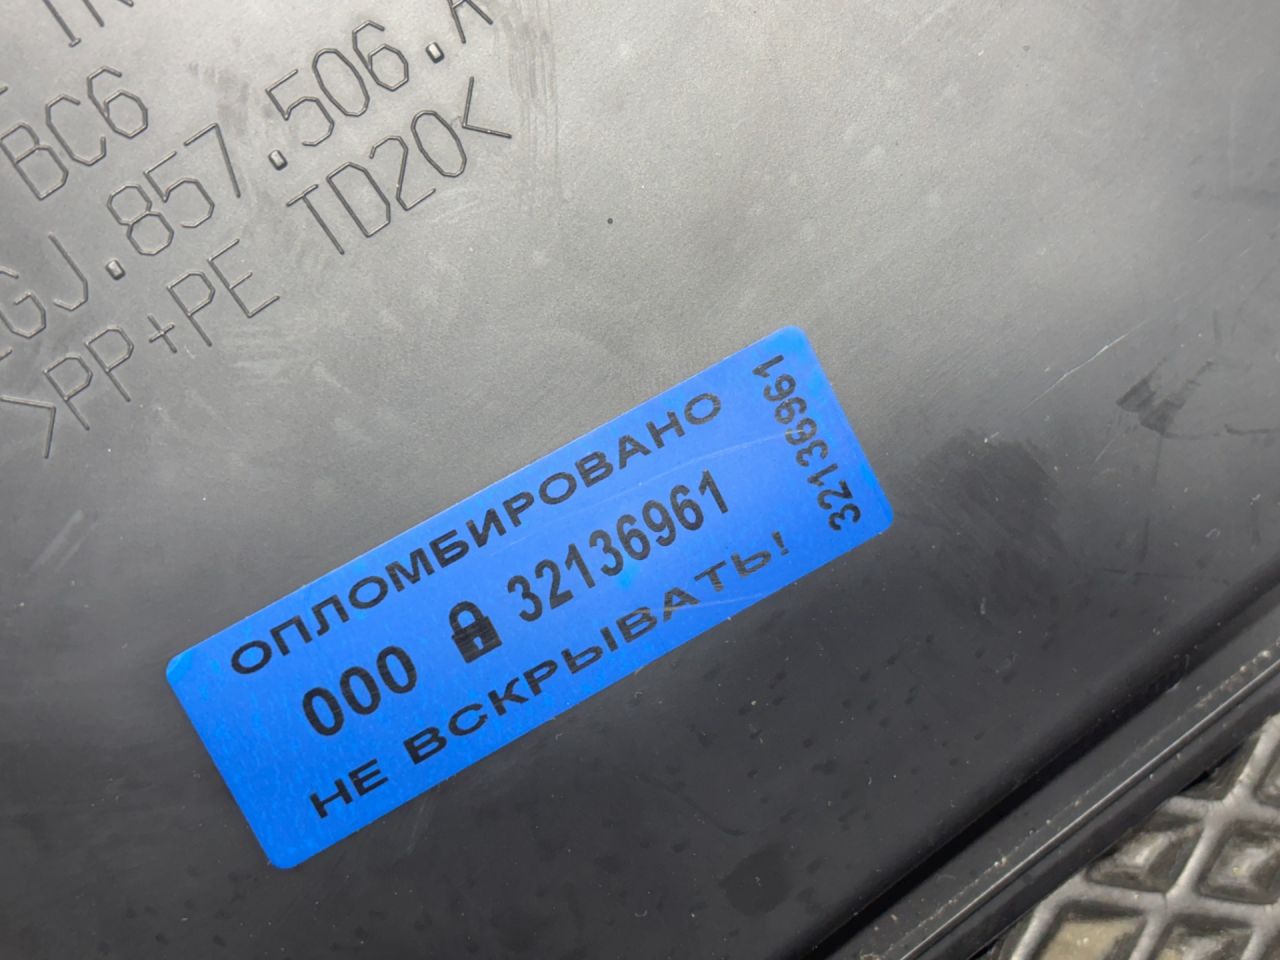 BC6
GJ.857.506.A
>PP+PE TD20<
ОПЛОМБИРОВАНО
000 32136961
НЕ ВСКРЫВАТЬ!
32136961